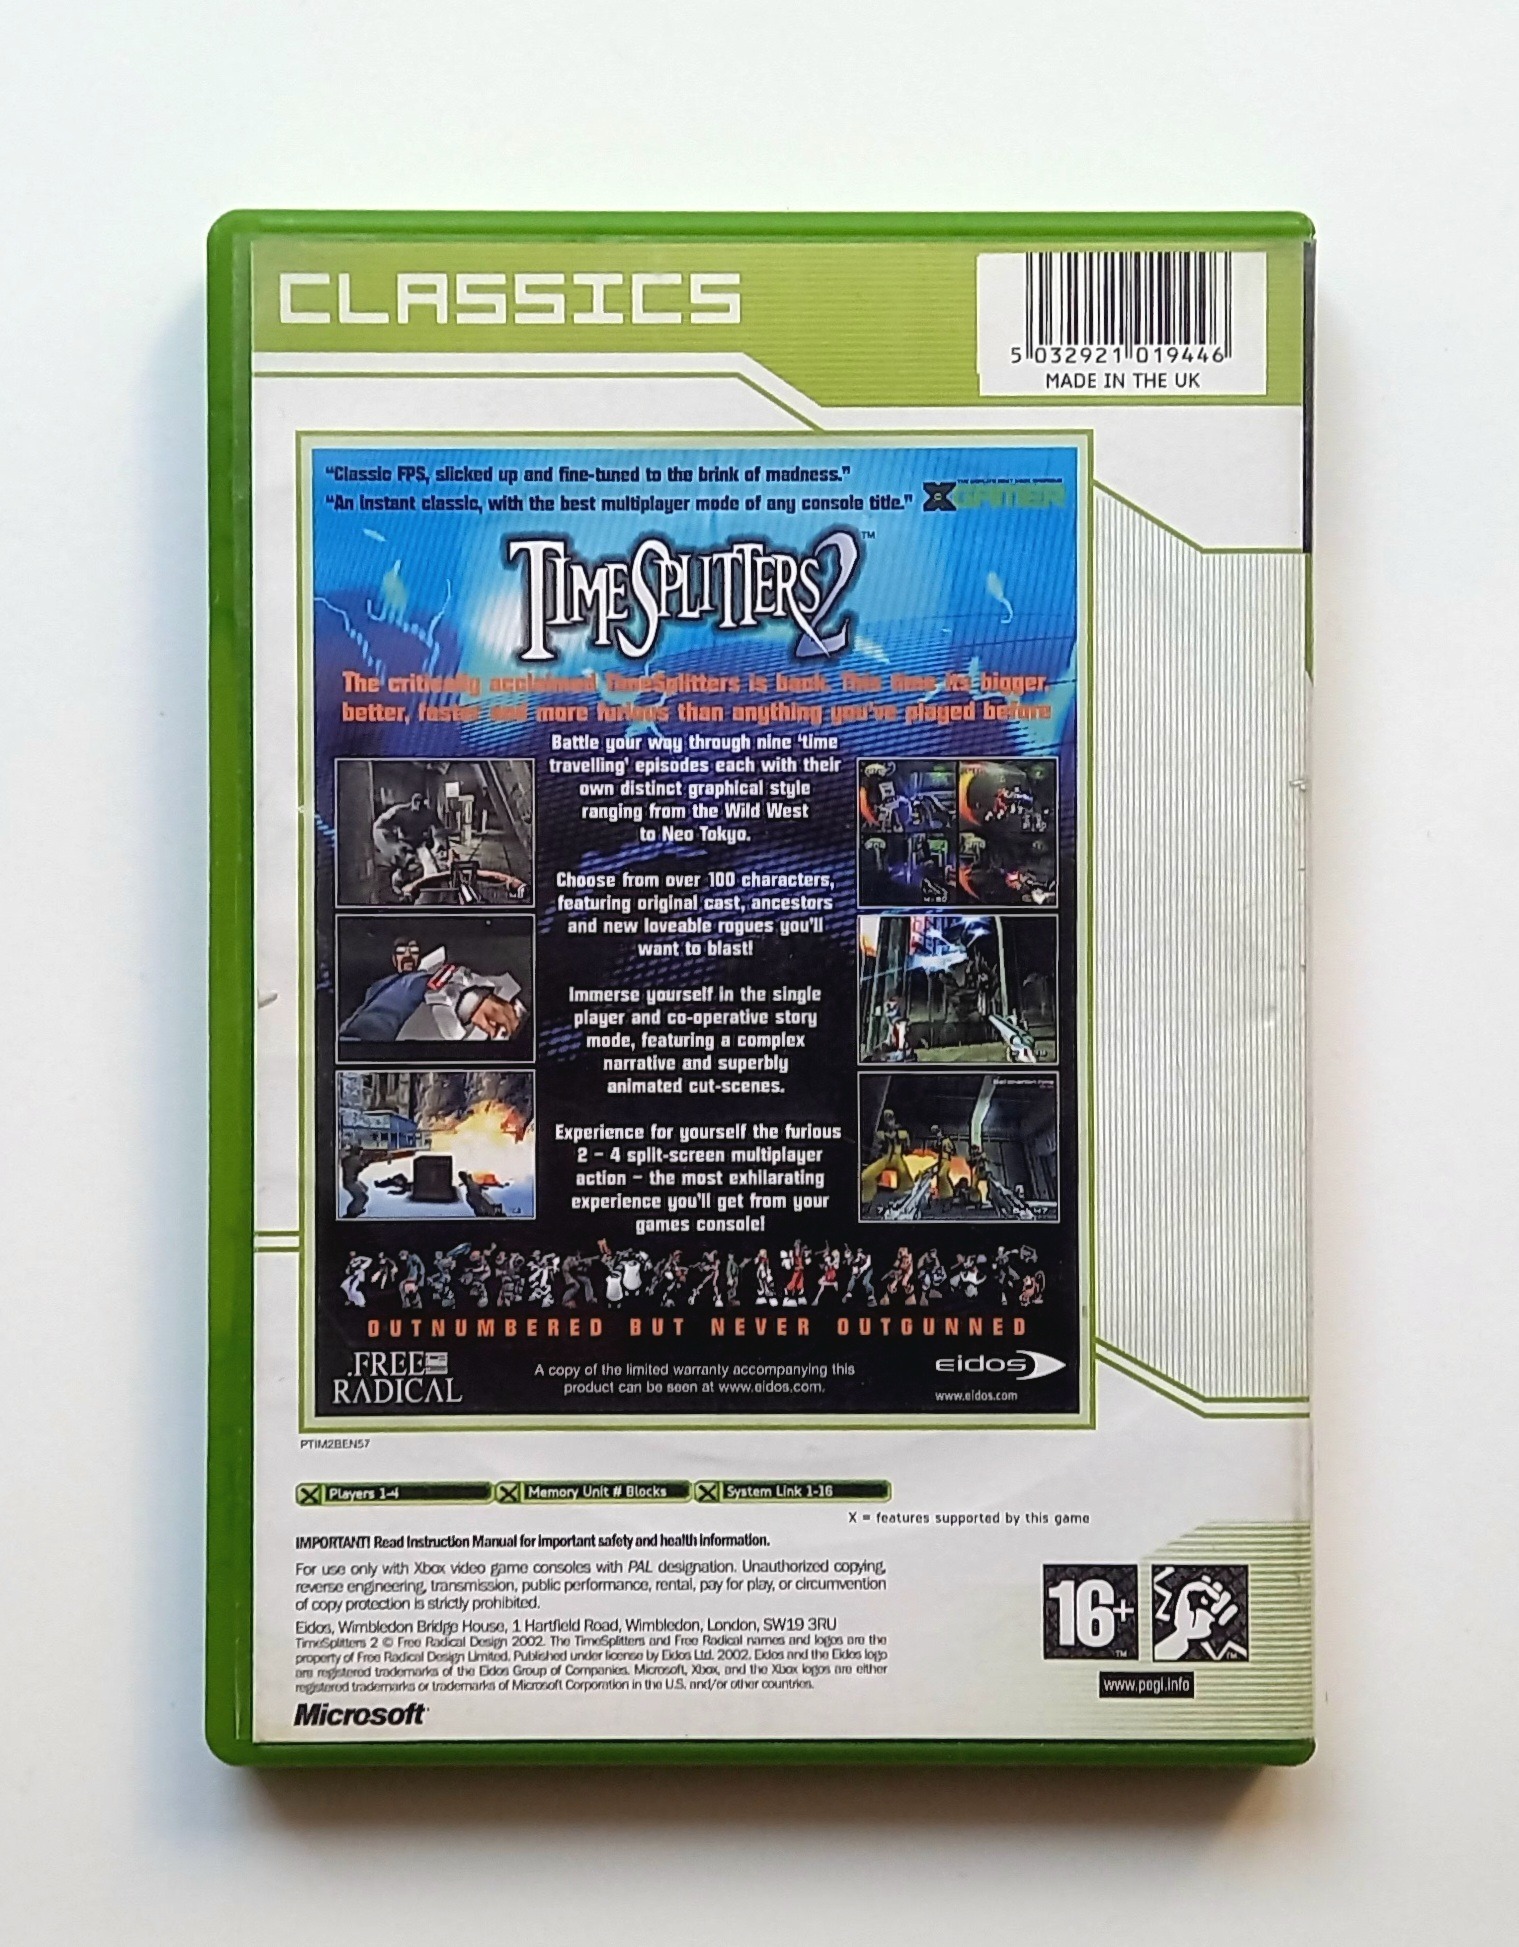 CLASSICS
5 032921 019446
MADE IN THE UK
"Classic FPS, slicked up and fine-tuned to the brink of madness."
"An instant classic, with the best multiplayer mode of any console title."
XGAMER
TIMESPLITTERS 2™
The critically acclaimed TimeSplitters is back. This time its bigger,
better, faster and more furious than anything you've played before
Battle your way through nine 'time
travelling' episodes each with their
own distinct graphical style
ranging from the Wild West
to Neo Tokyo.
Choose from over 100 characters,
featuring original cast, ancestors
and new loveable rogues you'll
want to blast!
Immerse yourself in the single
player and co-operative story
mode, featuring a complex
narrative and superbly
animated cut-scenes.
Experience for yourself the furious
2 - 4 split-screen multiplayer
action - the most exhilarating
experience you'll get from your
games console!
OUTNUMBERED BUT NEVER OUTGUNNED
.FREE
RADICAL
A copy of the limited warranty accompanying this
product can be seen at www.eidos.com.
eidos
www.eidos.com
PTIM2BEN57
X Players 1-4
X Memory Unit # Blocks
X System Link 1-16
X = features supported by this game
IMPORTANT! Read Instruction Manual for important safety and health information.
For use only with Xbox video game consoles with PAL designation. Unauthorized copying,
reverse engineering, transmission, public performance, rental, pay for play, or circumvention
of copy protection is strictly prohibited.
Eidos, Wimbledon Bridge House, 1 Hartfield Road, Wimbledon, London, SW19 3RU
TimeSplitters 2 © Free Radical Design 2002. The TimeSplitters and Free Radical names and logos are the
property of Free Radical Design Limited. Published under license by Eidos Ltd. 2002. Eidos and the Eidos logo
are registered trademarks of the Eidos Group of Companies. Microsoft, Xbox, and the Xbox logos are either
registered trademarks or trademarks of Microsoft Corporation in the U.S. and/or other countries.
Microsoft
16+™
www.pegi.info